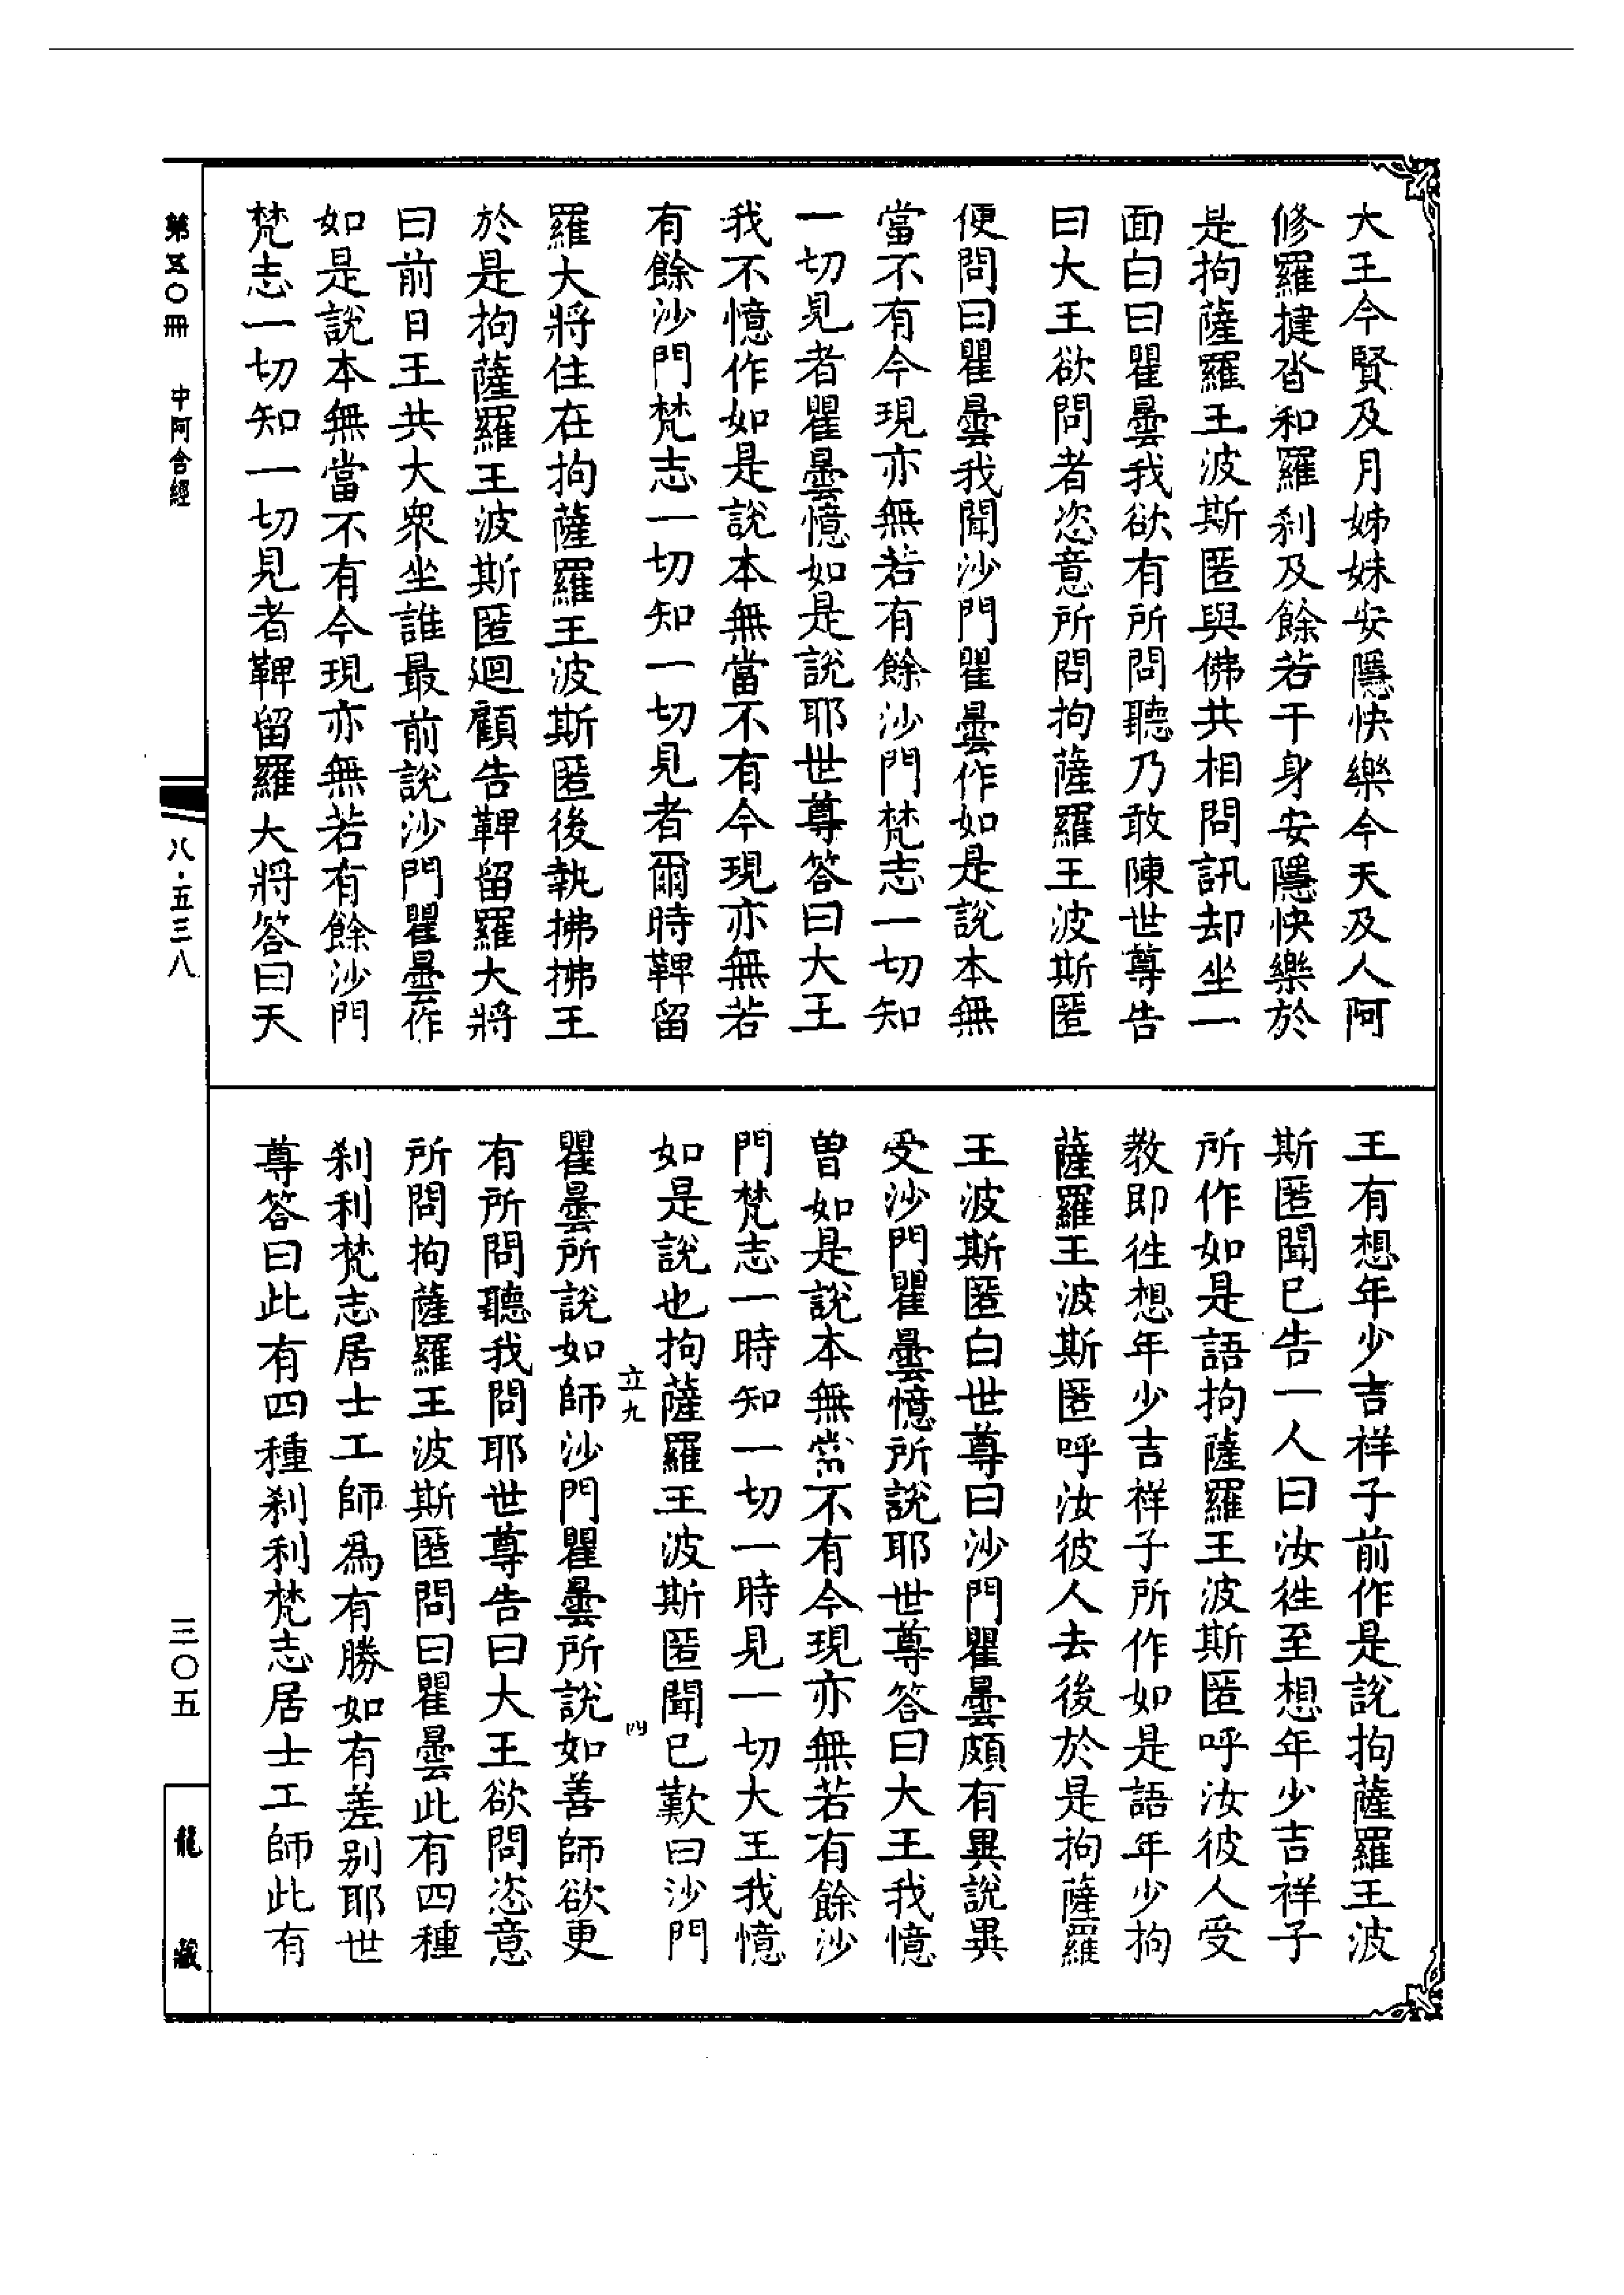 大王今賢及月姊妹安隱快樂今天及人阿
修羅揵沓和羅刹及餘若干身安隱快樂於
是拘薩羅王波斯匿與佛共相問訊却坐一
面白曰瞿曇我欲有所問聽乃敢陳世尊告
曰大王欲問者恣意所問拘薩羅王波斯匿
便問曰瞿曇我聞沙門瞿曇作如是說本無
當不有今現亦無若有餘沙門梵志一切知
一切見者瞿曇憶如是說耶世尊答曰大王
我不憶作如是說本無當不有今現亦無若
有餘沙門梵志一切知一切見者爾時鞞留
羅大將住在拘薩羅王波斯匿後執拂拂王
於是拘薩羅王波斯匿迴顧告鞞留羅大將
曰前日王共大衆坐誰最前說沙門瞿曇作
如是說本無當不有今現亦無若有餘沙門
梵志一切知一切見者鞞留羅大將答曰天
王有想年少吉祥子前作是說拘薩羅王波
斯匿聞已告一人曰汝徃至想年少吉祥子
所作如是語拘薩羅王波斯匿呼汝彼人受
教即徃想年少吉祥子所作如是語年少拘
薩羅王波斯匿呼汝彼人去後於是拘薩羅
王波斯匿白世尊曰沙門瞿曇頗有異說異
受沙門瞿曇憶所說耶世尊答曰大王我憶
曾如是說本無當不有今現亦無若有餘沙
門梵志一時知一切一時見一切大王我憶
如是說也拘薩羅王波斯匿聞已歎曰沙門
立九 四
瞿曇所說如師沙門瞿曇所說如善師欲更
有所問聽我問耶世尊告曰大王欲問恣意
所問拘薩羅王波斯匿問曰瞿曇此有四種
刹利梵志居士工師爲有勝如有差别耶世
尊答曰此有四種刹利梵志居士工師此有
第五〇冊 中阿含經
八·五三八
三〇五
龍藏